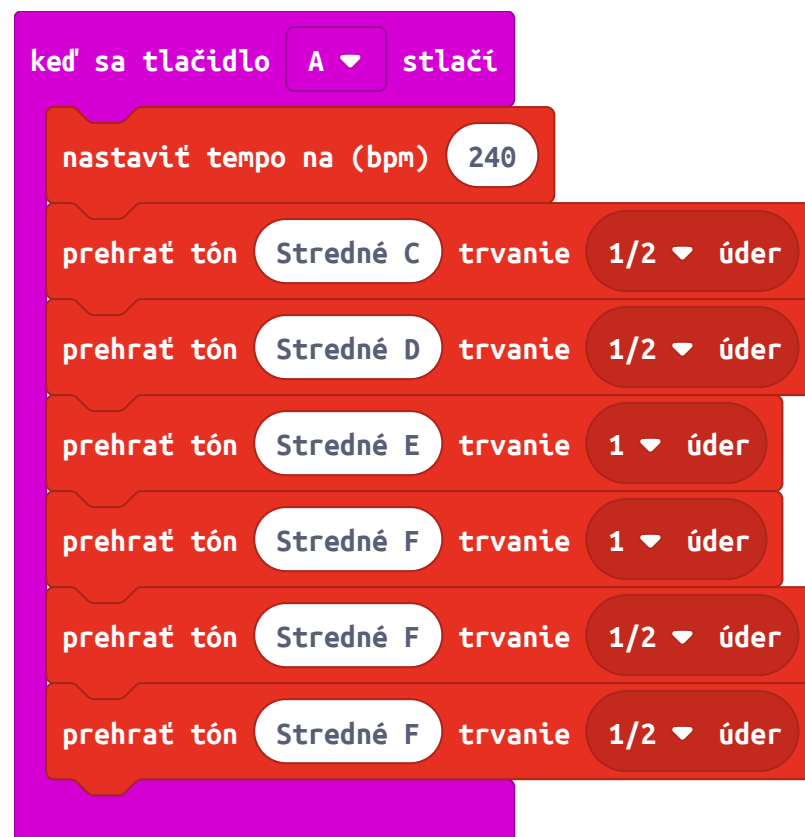 keď sa tlačidlo A stlačí
nastaviť tempo na (bpm) 240
prehrať tón Stredné C trvanie 1/2 úder
prehrať tón Stredné D trvanie 1/2 úder
prehrať tón Stredné E trvanie 1 úder
prehrať tón Stredné F trvanie 1 úder
prehrať tón Stredné F trvanie 1/2 úder
prehrať tón Stredné F trvanie 1/2 úder